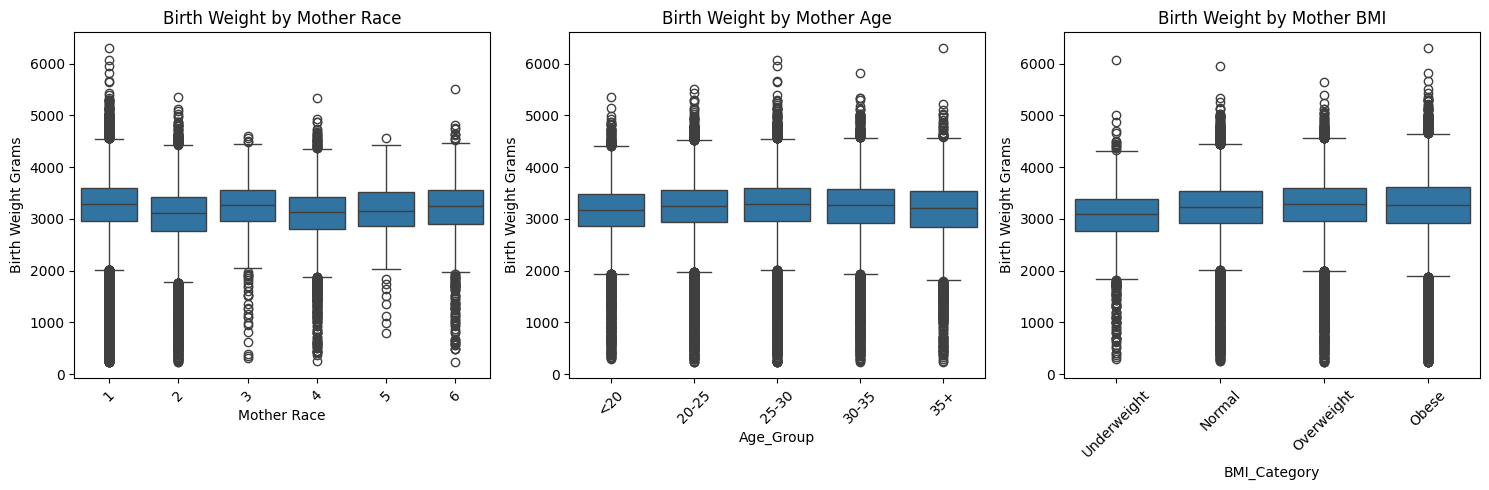 Birth Weight by Mother Race
Birth Weight Grams
6000
5000
4000
3000
2000
1000
0
1
2
3
4
5
6
Mother Race
Birth Weight by Mother Age
Birth Weight Grams
6000
5000
4000
3000
2000
1000
0
<20
20-25
25-30
30-35
35+
Age_Group
Birth Weight by Mother BMI
Birth Weight Grams
6000
5000
4000
3000
2000
1000
0
Underweight
Normal
Overweight
Obese
BMI_Category